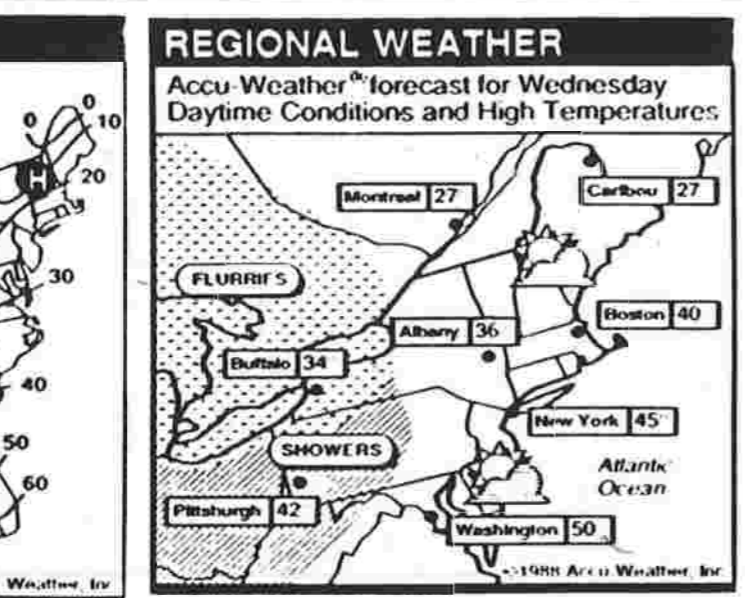 0
0
10
H
20
30
40
50
60
Weather, Inc
REGIONAL WEATHER
Accu-Weather® forecast for Wednesday
Daytime Conditions and High Temperatures
Montreal 27
Caribou 27
FLURRIES
Boston 40
Albany 36
Buffalo 34
New York 45
SHOWERS
Atlantic
Ocean
Pittsburgh 42
Washington 50
©1988 Accu-Weather, Inc